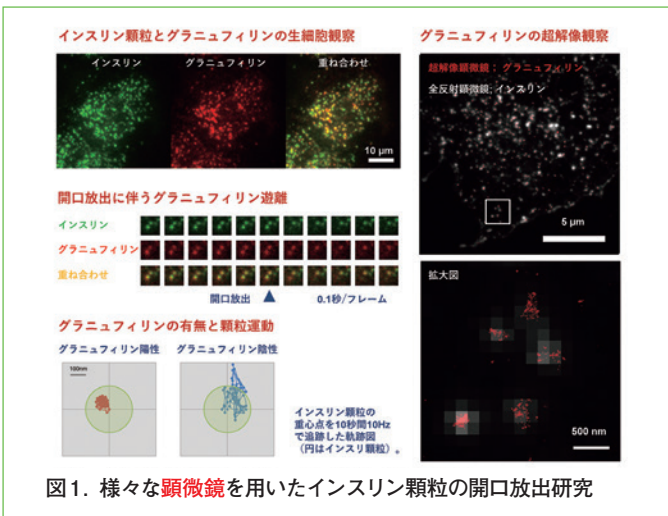 インスリン顆粒とグラニュフィリンの生細胞観察
インスリン
グラニュフィリン
重ね合わせ
10 μm
開口放出に伴うグラニュフィリン遊離
インスリン
グラニュフィリン
重ね合わせ
開口放出
0.1秒/フレーム
グラニュフィリンの有無と顆粒運動
グラニュフィリン陽性
グラニュフィリン陰性
100nm
インスリン顆粒の
重心点を10秒間10Hz
で追跡した軌跡図
（円はインスリ顆粒）。
グラニュフィリンの超解像観察
超解像顕微鏡：グラニュフィリン
全反射顕微鏡: インスリン
5 μm
拡大図
500 nm
図1. 様々な顕微鏡を用いたインスリン顆粒の開口放出研究